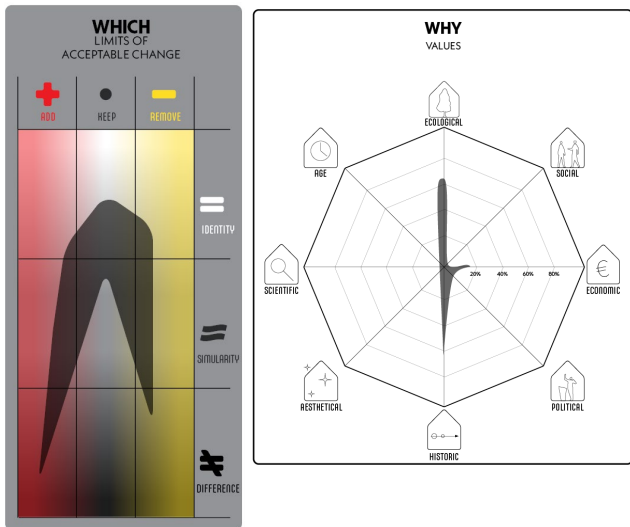 WHICH
LIMITS OF
ACCEPTABLE CHANGE
ADD
KEEP
REMOVE
IDENTITY
SIMULARITY
DIFFERENCE
WHY
VALUES
ECOLOGICAL
AGE
SOCIAL
SCIENTIFIC
20% 40% 60% 80%
ECONOMIC
AESTHETICAL
POLITICAL
HISTORIC